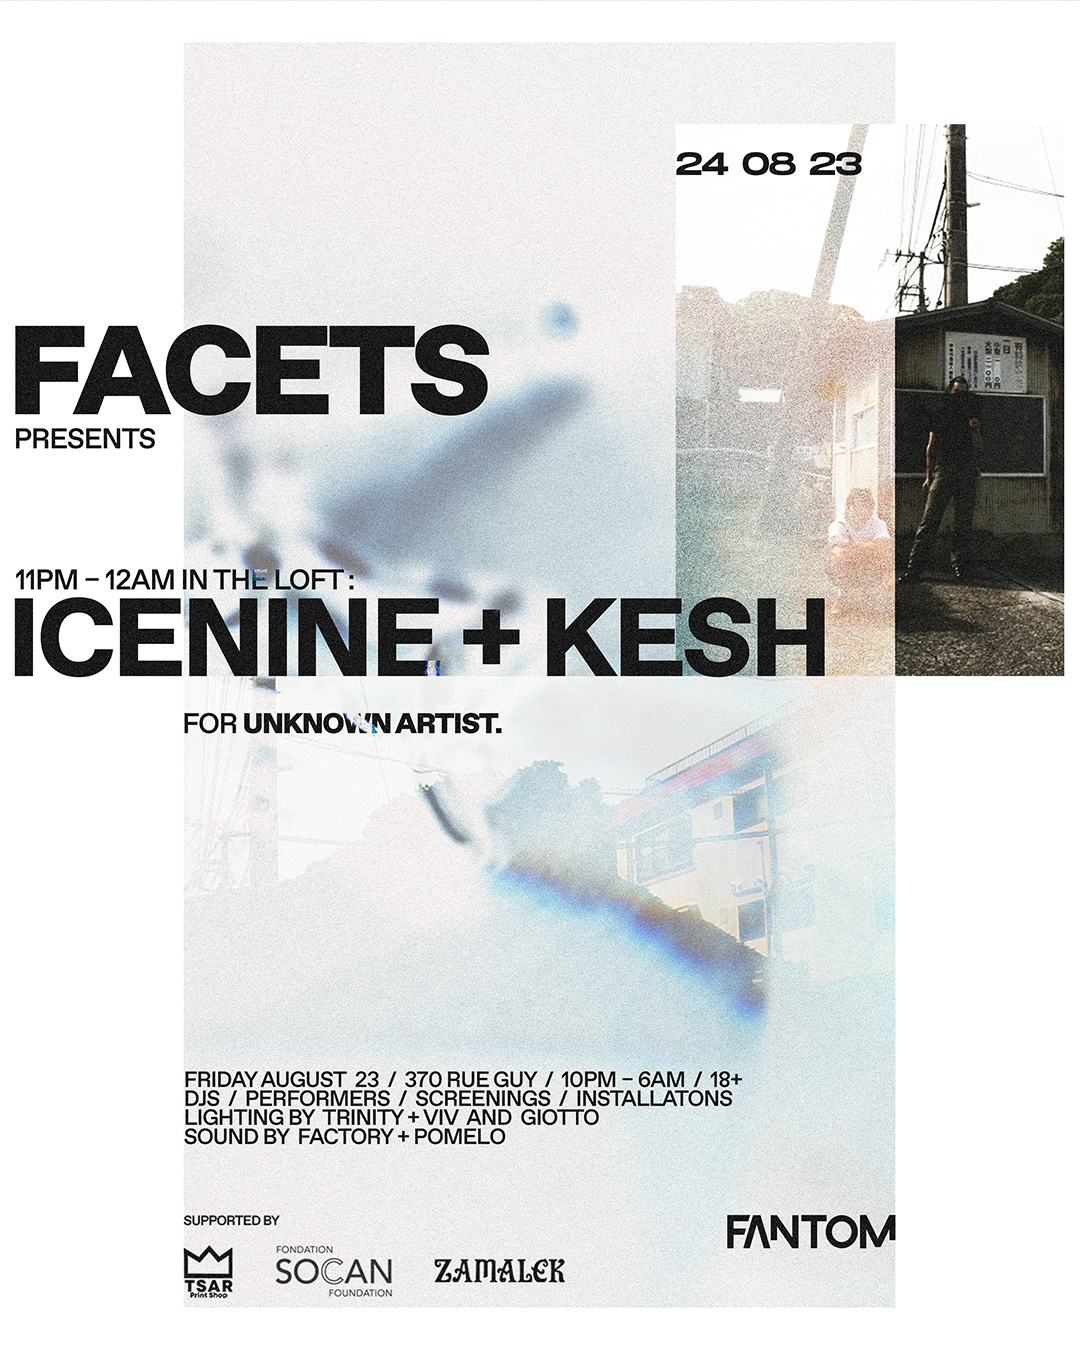 24 08 23
FACETS
PRESENTS
11PM – 12AM IN THE LOFT :
ICENINE + KESH
FOR UNKNOWN ARTIST.
FRIDAY AUGUST 23 / 370 RUE GUY / 10PM – 6AM / 18+
DJS / PERFORMERS / SCREENINGS / INSTALLATONS
LIGHTING BY TRINITY + VIV AND GIOTTO
SOUND BY FACTORY + POMELO
SUPPORTED BY
FANTOM
TSAR
Print Shop
FONDATION
SOCAN
FOUNDATION
ZAMALEK